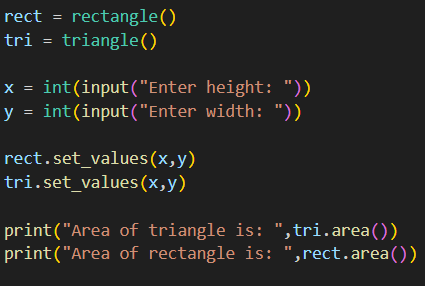 rect = rectangle()
tri = triangle()
x = int(input("Enter height: "))
y = int(input("Enter width: "))
rect.set_values(x,y)
tri.set_values(x,y)
print("Area of triangle is: ",tri.area())
print("Area of rectangle is: ",rect.area())